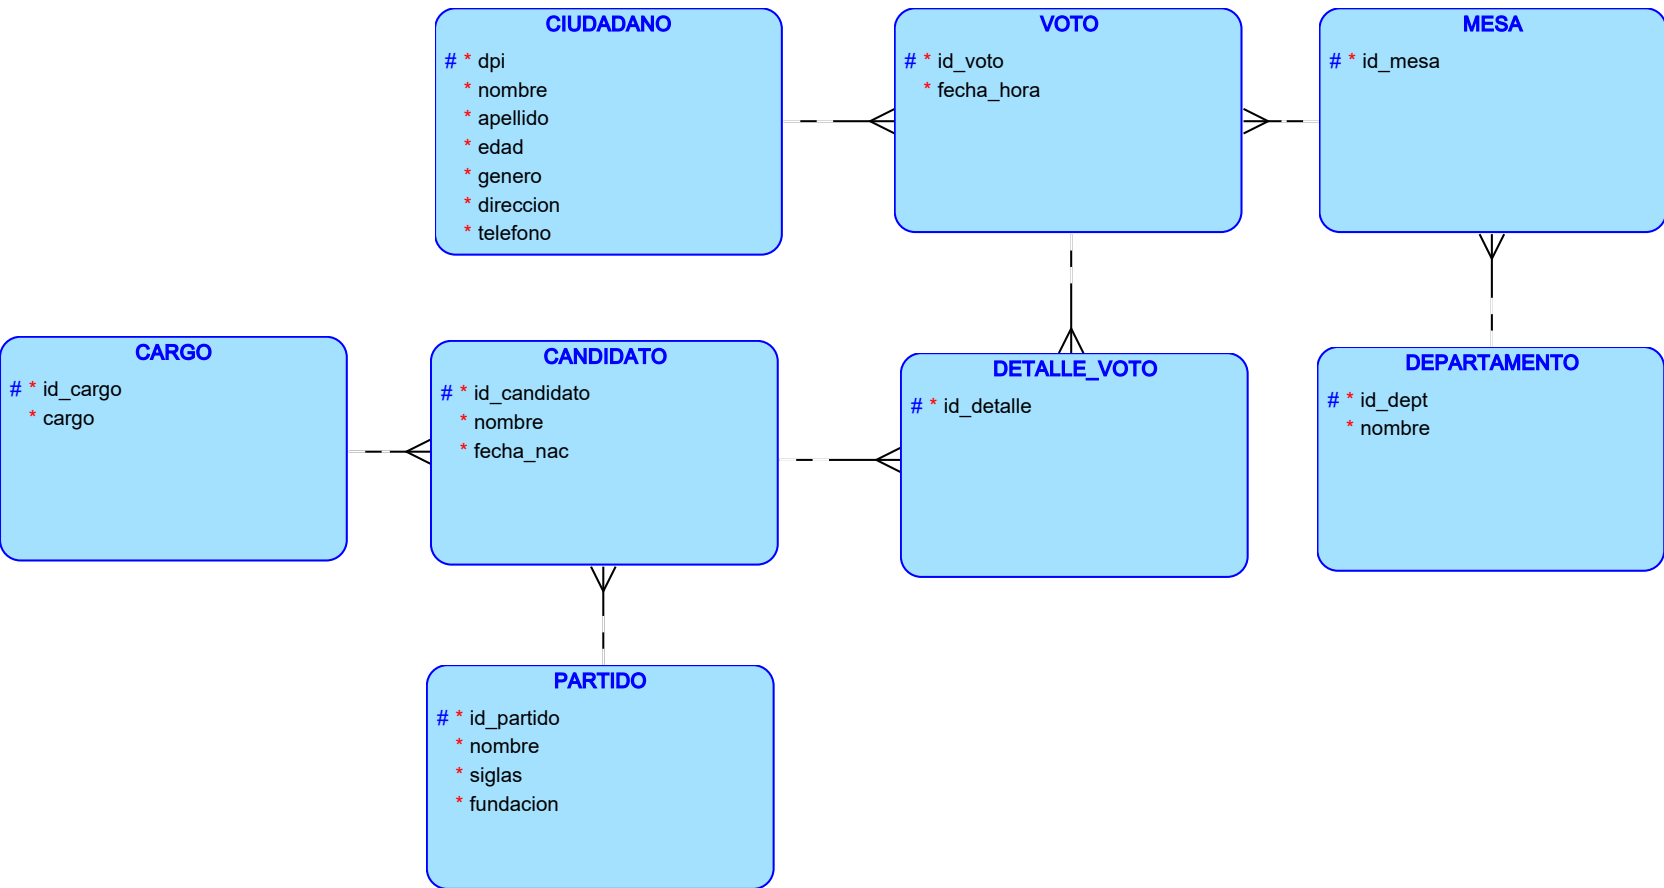 CIUDADANO
# * dpi
* nombre
* apellido
* edad
* genero
* direccion
* telefono
VOTO
# * id_voto
* fecha_hora
MESA
# * id_mesa
CARGO
# * id_cargo
* cargo
CANDIDATO
# * id_candidato
* nombre
* fecha_nac
DETALLE_VOTO
# * id_detalle
DEPARTAMENTO
# * id_dept
* nombre
PARTIDO
# * id_partido
* nombre
* siglas
* fundacion